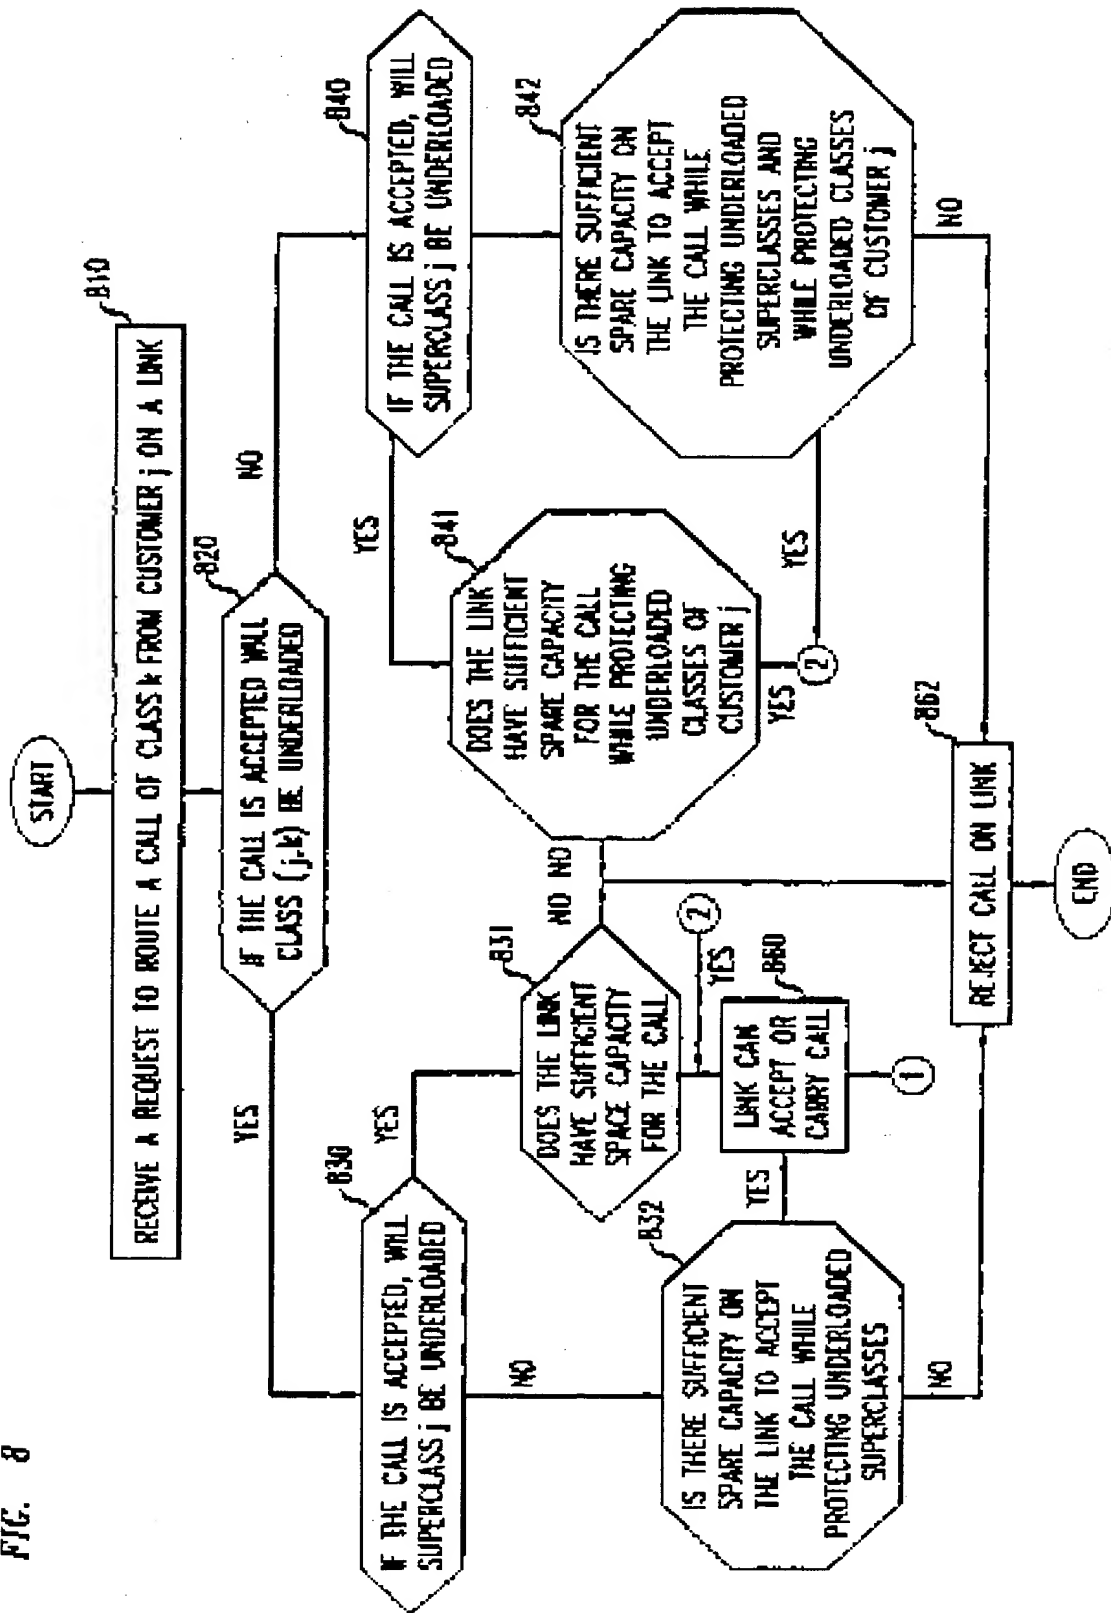 FIG. 8
START
810
RECEIVE A REQUEST TO ROUTE A CALL OF CLASS k FROM CUSTOMER j ON A LINK
820
IF THE CALL IS ACCEPTED WILL
CLASS (j,k) BE UNDERLOADED
YES
NO
830
IF THE CALL IS ACCEPTED, WILL
SUPERCLASS j BE UNDERLOADED
YES
NO
840
IF THE CALL IS ACCEPTED, WILL
SUPERCLASS j BE UNDERLOADED
YES
831
DOES THE LINK
HAVE SUFFICIENT
SPACE CAPACITY
FOR THE CALL
NO
YES
2
841
DOES THE LINK
HAVE SUFFICIENT
SPARE CAPACITY
FOR THE CALL
WHILE PROTECTING
UNDERLOADED
CLASSES OF
CUSTOMER j
NO
YES
2
832
IS THERE SUFFICIENT
SPARE CAPACITY ON
THE LINK TO ACCEPT
THE CALL WHILE
PROTECTING UNDERLOADED
SUPERCLASSES
YES
NO
842
IS THERE SUFFICIENT
SPARE CAPACITY ON
THE LINK TO ACCEPT
THE CALL WHILE
PROTECTING UNDERLOADED
SUPERCLASSES AND
WHILE PROTECTING
UNDERLOADED CLASSES
OF CUSTOMER j
YES
NO
860
LINK CAN
ACCEPT OR
CARRY CALL
1
862
REJECT CALL ON LINK
END